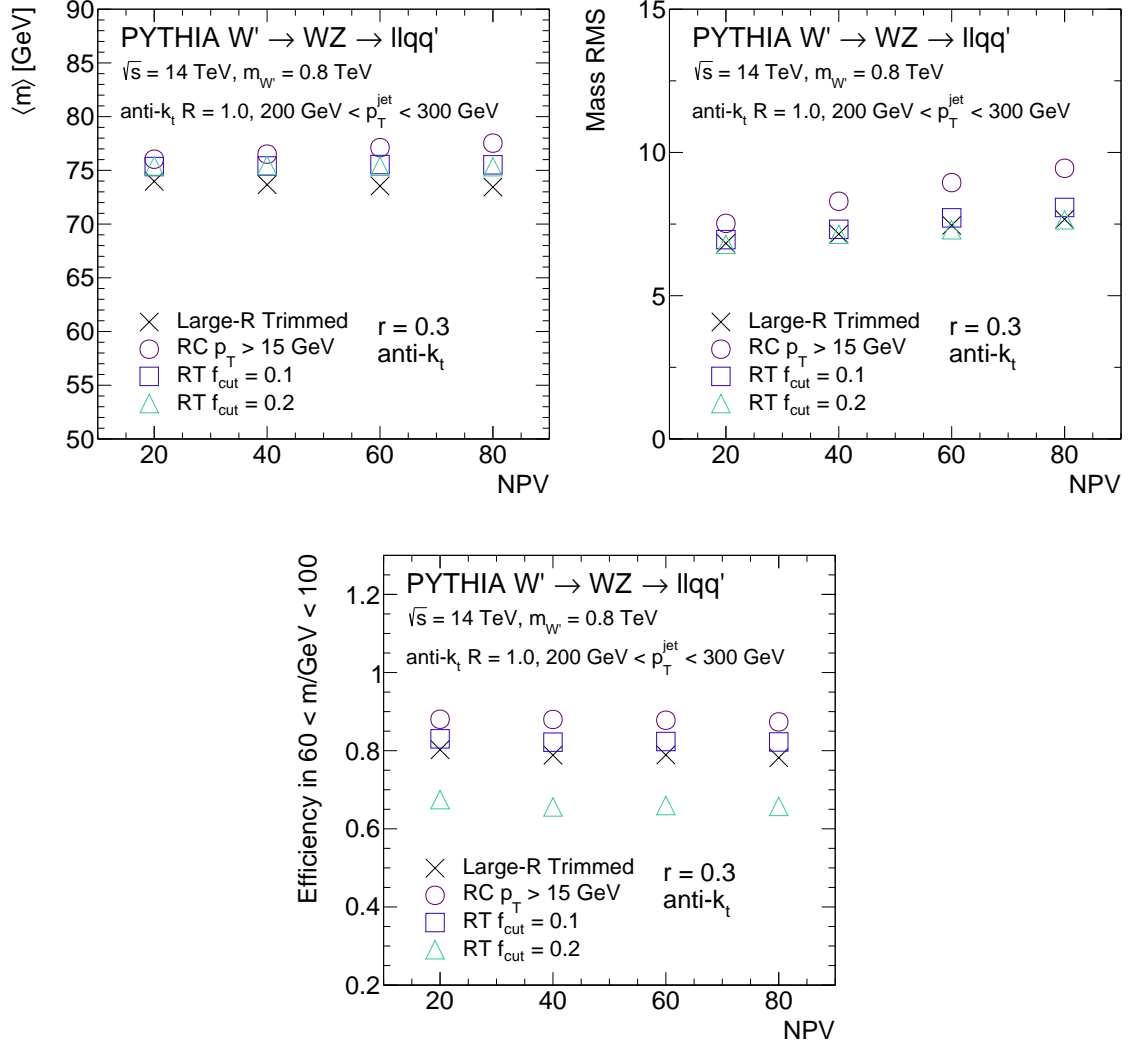 ⟨m⟩ [GeV]
90
85
80
75
70
65
60
55
50
PYTHIA W' → WZ → llqq'
√s = 14 TeV, m_W' = 0.8 TeV
anti-k_t R = 1.0, 200 GeV < p_T^jet < 300 GeV
Large-R Trimmed
RC p_T > 15 GeV
RT f_cut = 0.1
RT f_cut = 0.2
r = 0.3
anti-k_t
20 40 60 80
NPV
Mass RMS
15
10
5
0
PYTHIA W' → WZ → llqq'
√s = 14 TeV, m_W' = 0.8 TeV
anti-k_t R = 1.0, 200 GeV < p_T^jet < 300 GeV
Large-R Trimmed
RC p_T > 15 GeV
RT f_cut = 0.1
RT f_cut = 0.2
r = 0.3
anti-k_t
20 40 60 80
NPV
Efficiency in 60 < m/GeV < 100
1.2
1
0.8
0.6
0.4
0.2
PYTHIA W' → WZ → llqq'
√s = 14 TeV, m_W' = 0.8 TeV
anti-k_t R = 1.0, 200 GeV < p_T^jet < 300 GeV
Large-R Trimmed
RC p_T > 15 GeV
RT f_cut = 0.1
RT f_cut = 0.2
r = 0.3
anti-k_t
20 40 60 80
NPV